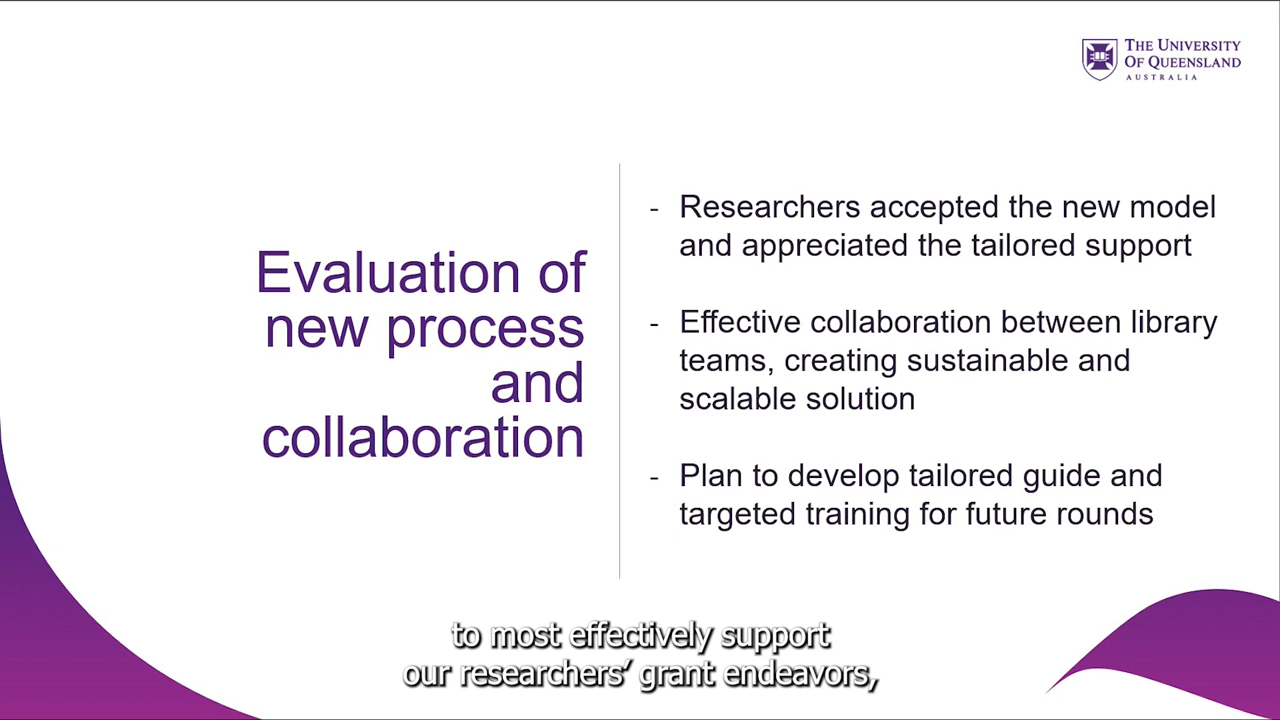 THE UNIVERSITY
OF QUEENSLAND
AUSTRALIA
Evaluation of
new process
and
collaboration
- Researchers accepted the new model
and appreciated the tailored support
- Effective collaboration between library
teams, creating sustainable and
scalable solution
- Plan to develop tailored guide and
targeted training for future rounds
to most effectively support
our researchers’ grant endeavors,